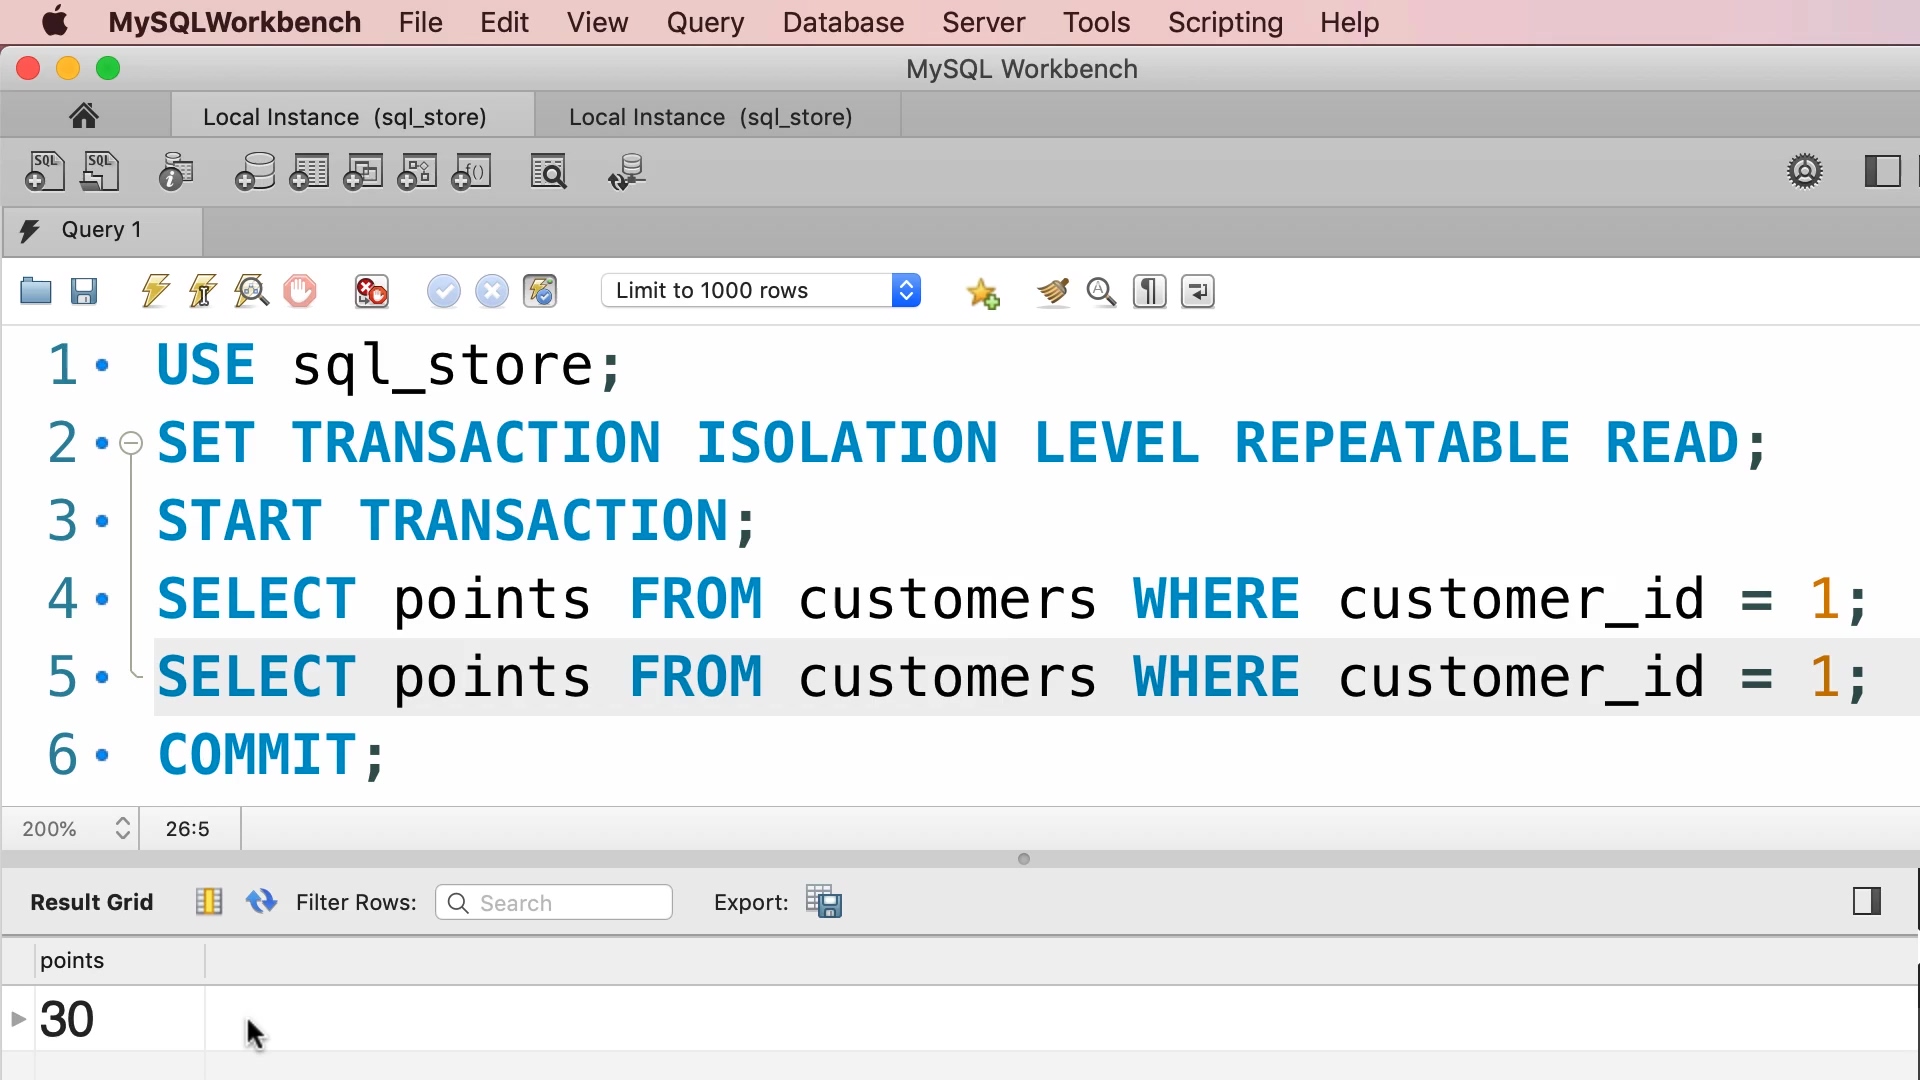 MySQLWorkbench File Edit View Query Database Server Tools Scripting Help
MySQL Workbench
Local Instance (sql_store) Local Instance (sql_store)
Query 1
Limit to 1000 rows
1 USE sql_store;
2 SET TRANSACTION ISOLATION LEVEL REPEATABLE READ;
3 START TRANSACTION;
4 SELECT points FROM customers WHERE customer_id = 1;
5 SELECT points FROM customers WHERE customer_id = 1;
6 COMMIT;
200% 26:5
Result Grid Filter Rows: Search Export:
points
30